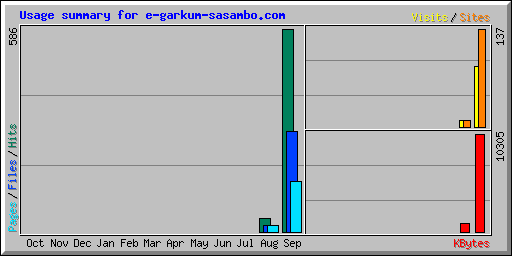 Usage summary for e-garkum-sasambo.com
Visits/Sites
586
137
Pages/Files/Hits
10305
Oct Nov Dec Jan Feb Mar Apr May Jun Jul Aug Sep
KBytes